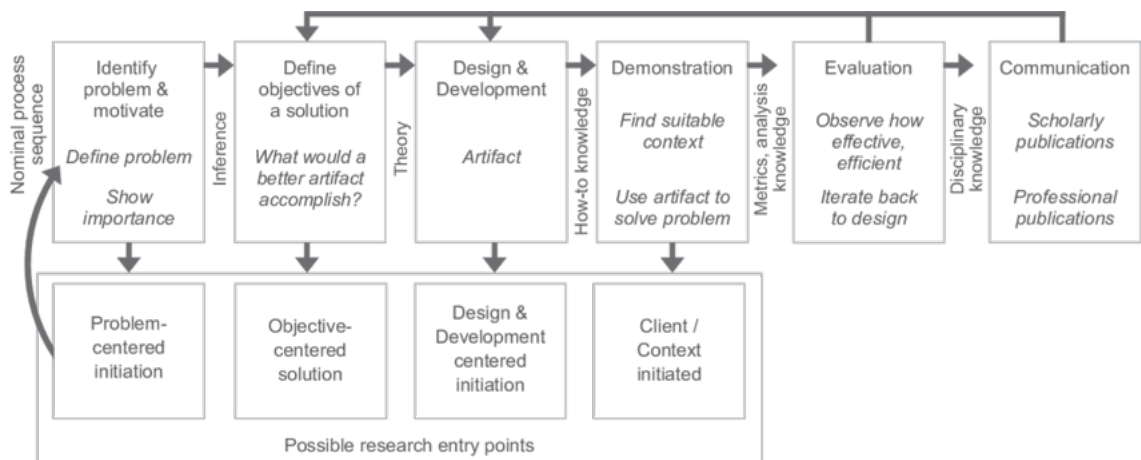 Nominal process
sequence
Identify
problem &
motivate
Define problem
Show
importance
Inference
Define
objectives of
a solution
What would a
better artifact
accomplish?
Theory
Design &
Development
Artifact
How-to knowledge
Demonstration
Find suitable
context
Use artifact to
solve problem
Metrics, analysis
knowledge
Evaluation
Observe how
effective,
efficient
Iterate back
to design
Disciplinary
knowledge
Communication
Scholarly
publications
Professional
publications
Problem-
centered
initiation
Objective-
centered
solution
Design &
Development
centered
initiation
Client /
Context
initiated
Possible research entry points